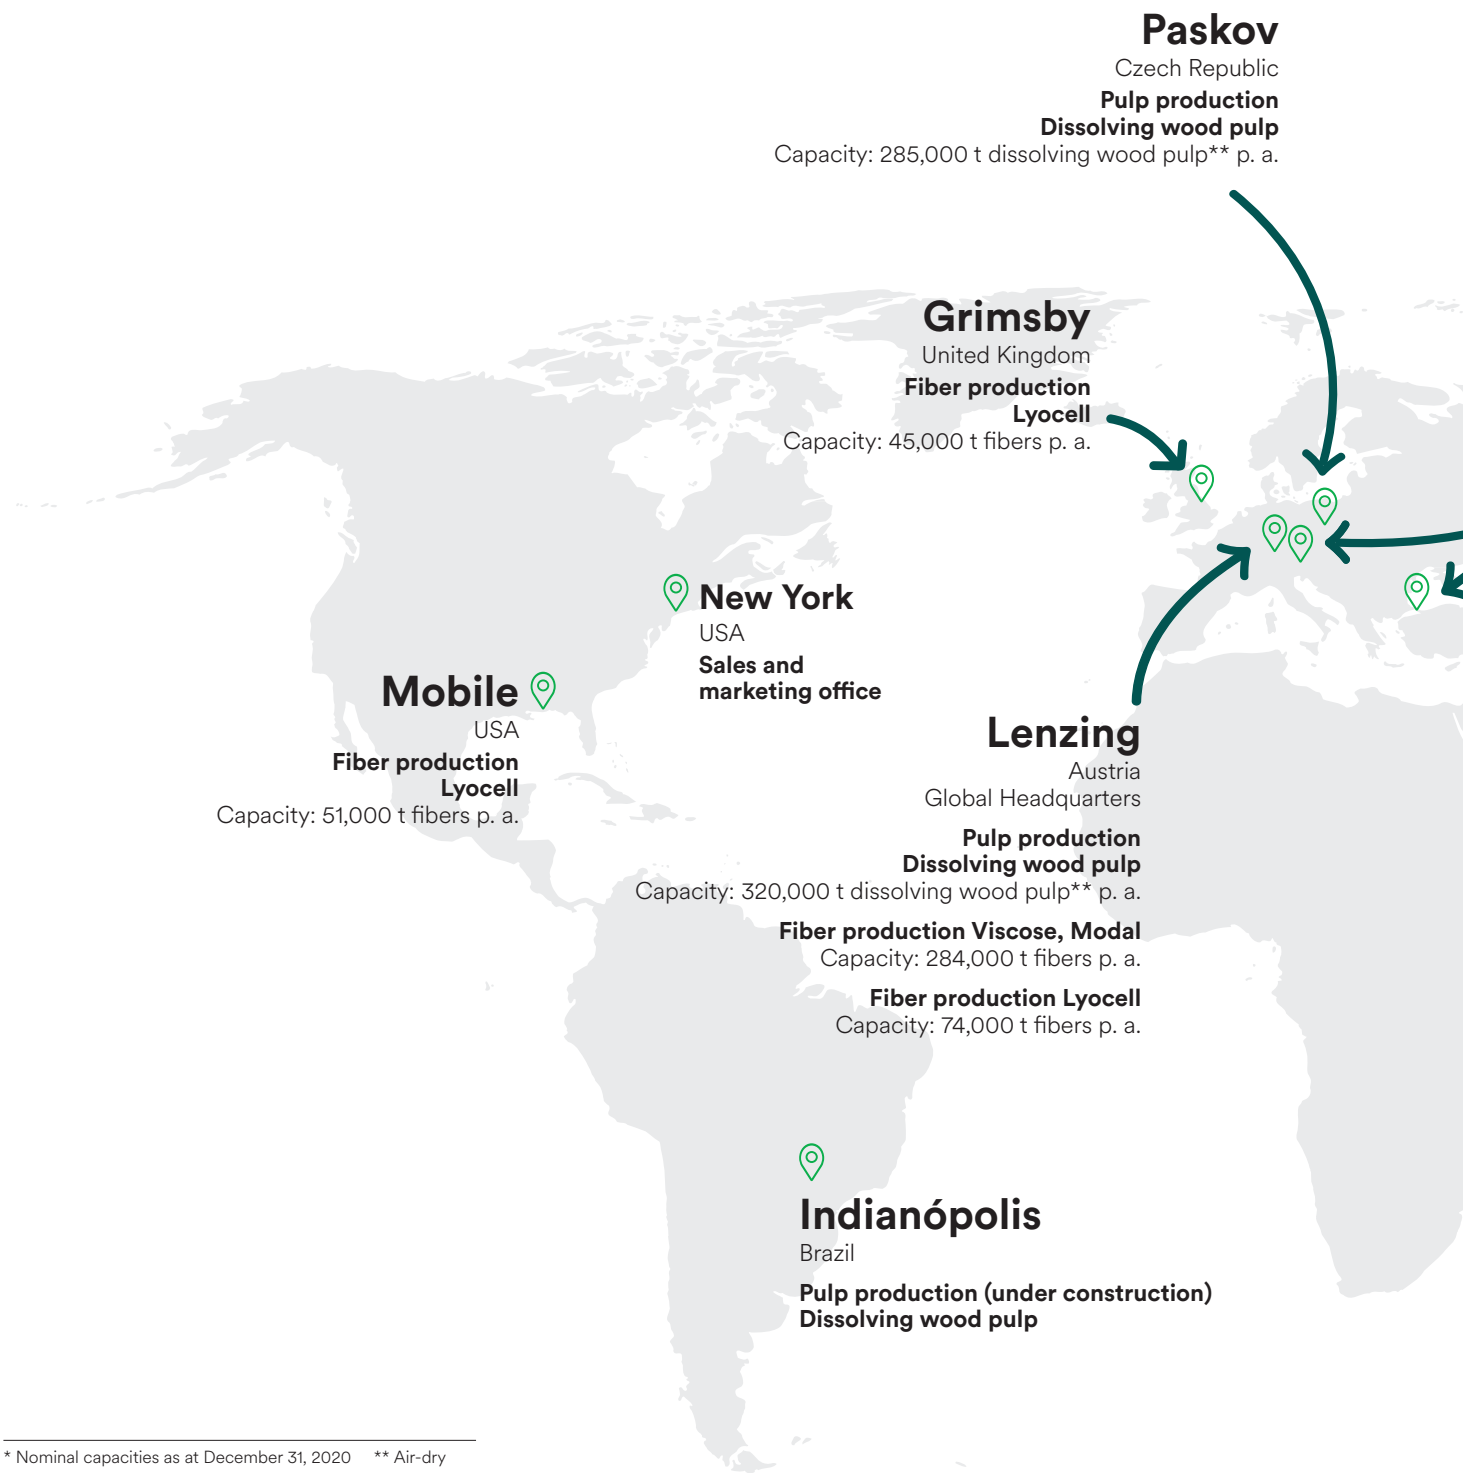 Paskov
Czech Republic
Pulp production
Dissolving wood pulp
Capacity: 285,000 t dissolving wood pulp** p. a.
Grimsby
United Kingdom
Fiber production
Lyocell
Capacity: 45,000 t fibers p. a.
New York
USA
Sales and
marketing office
Mobile
USA
Fiber production
Lyocell
Capacity: 51,000 t fibers p. a.
Lenzing
Austria
Global Headquarters
Pulp production
Dissolving wood pulp
Capacity: 320,000 t dissolving wood pulp** p. a.
Fiber production Viscose, Modal
Capacity: 284,000 t fibers p. a.
Fiber production Lyocell
Capacity: 74,000 t fibers p. a.
Indianópolis
Brazil
Pulp production (under construction)
Dissolving wood pulp
* Nominal capacities as at December 31, 2020 ** Air-dry